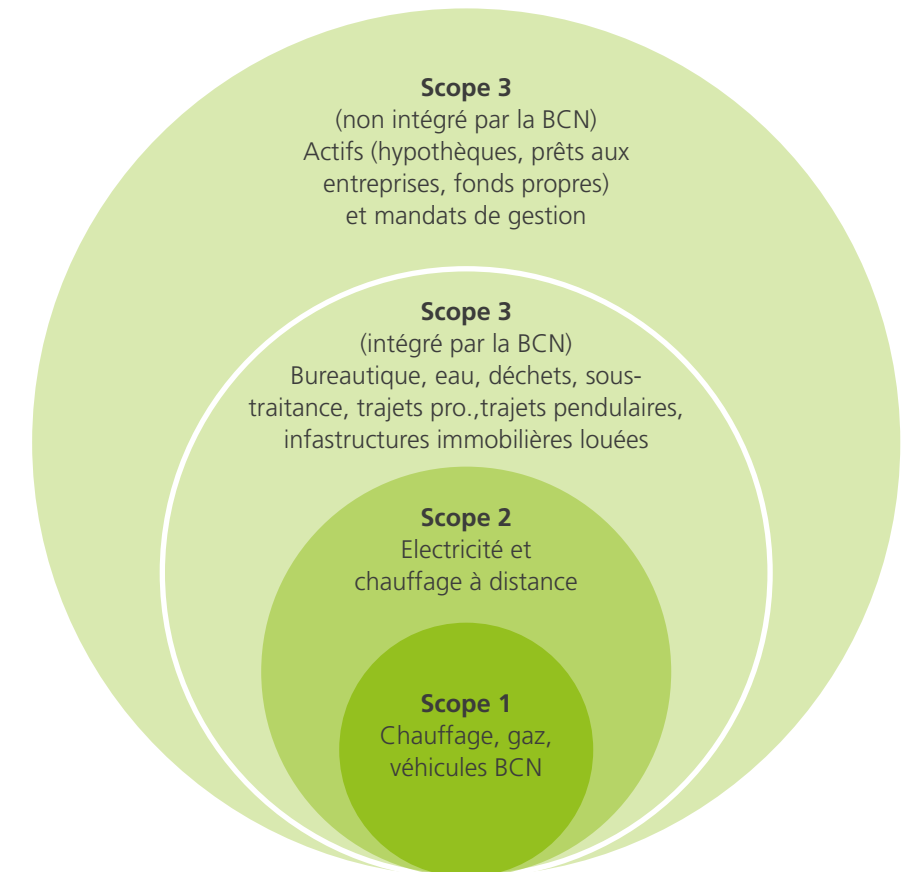 Scope 3
(non intégré par la BCN)
Actifs (hypothèques, prêts aux
entreprises, fonds propres)
et mandats de gestion
Scope 3
(intégré par la BCN)
Bureautique, eau, déchets, sous-
traitance, trajets pro.,trajets pendulaires,
infastructures immobilières louées
Scope 2
Electricité et
chauffage à distance
Scope 1
Chauffage, gaz,
véhicules BCN